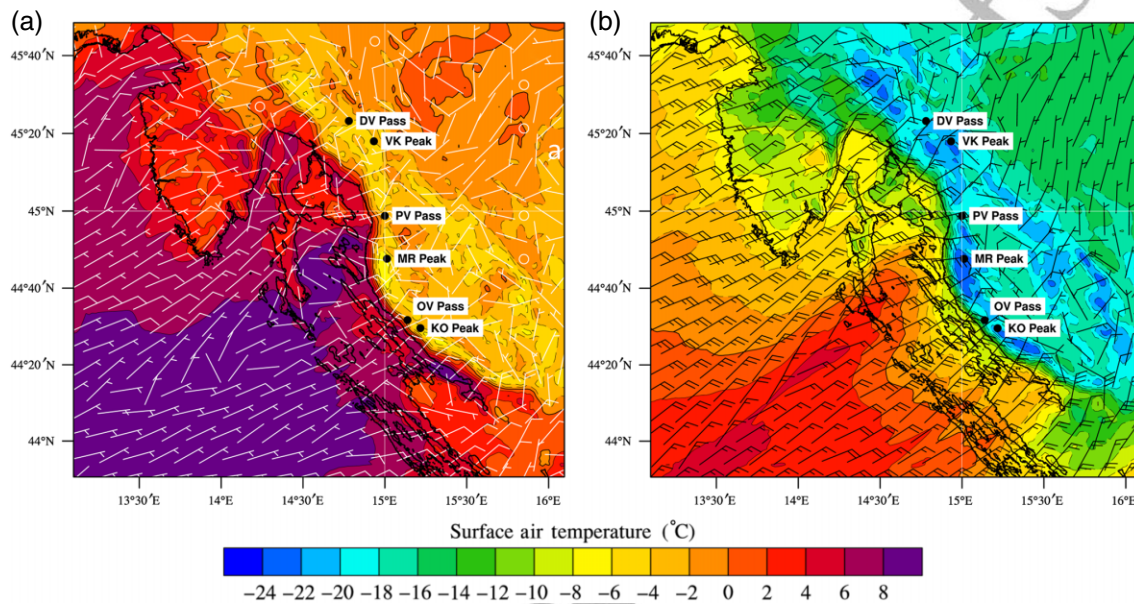 (a)
45°40′N
45°20′N
45°N
44°40′N
44°20′N
44°N
DV Pass
VK Peak
a
PV Pass
MR Peak
OV Pass
KO Peak
13°30′E 14°E 14°30′E 15°E 15°30′E 16°E
(b)
45°40′N
45°20′N
45°N
44°40′N
44°20′N
44°N
DV Pass
VK Peak
PV Pass
MR Peak
OV Pass
KO Peak
13°30′E 14°E 14°30′E 15°E 15°30′E 16°E
Surface air temperature (°C)
−24 −22 −20 −18 −16 −14 −12 −10 −8 −6 −4 −2 0 2 4 6 8